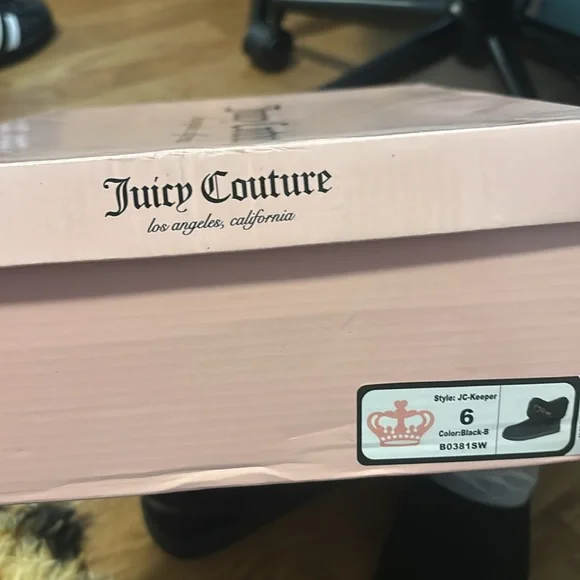 Juicy Couture
los angeles, california
Style: JC-Keeper
6
Color:Black-B
B0381SW